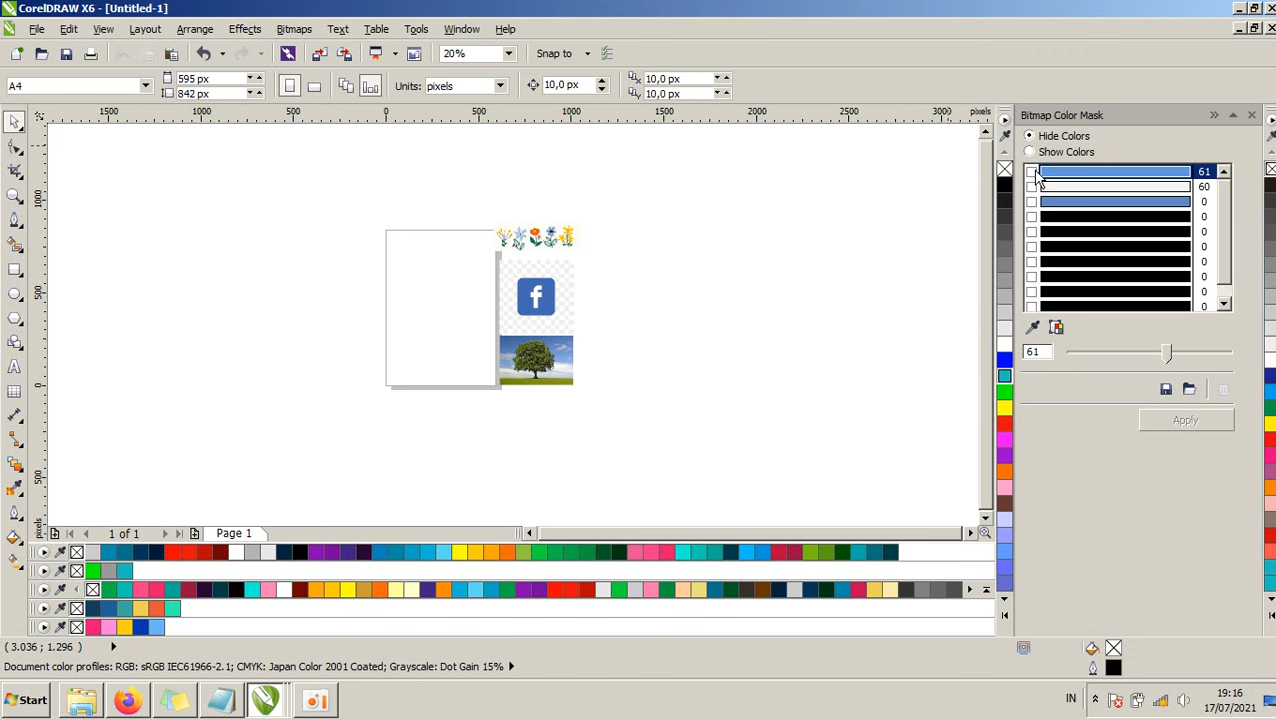 CorelDRAW X6 - [Untitled-1]
File Edit View Layout Arrange Effects Bitmaps Text Table Tools Window Help
20% Snap to
A4 595 px 842 px Units: pixels 10,0 px 10,0 px 10,0 px
1500 1000 500 0 500 1000 1500 2000 2500 3000 pixels
1000
500
0
500
pixels
f
Bitmap Color Mask
Hide Colors
Show Colors
61
60
0
0
0
0
0
0
0
0
61
Apply
1 of 1 Page 1
( 3.036 ; 1.296 )
Document color profiles: RGB: sRGB IEC61966-2.1; CMYK: Japan Color 2001 Coated; Grayscale: Dot Gain 15%
Start IN 19:16
17/07/2021